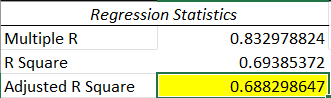 Regression Statistics
Multiple R 0.832978824
R Square 0.69385372
Adjusted R Square 0.688298647